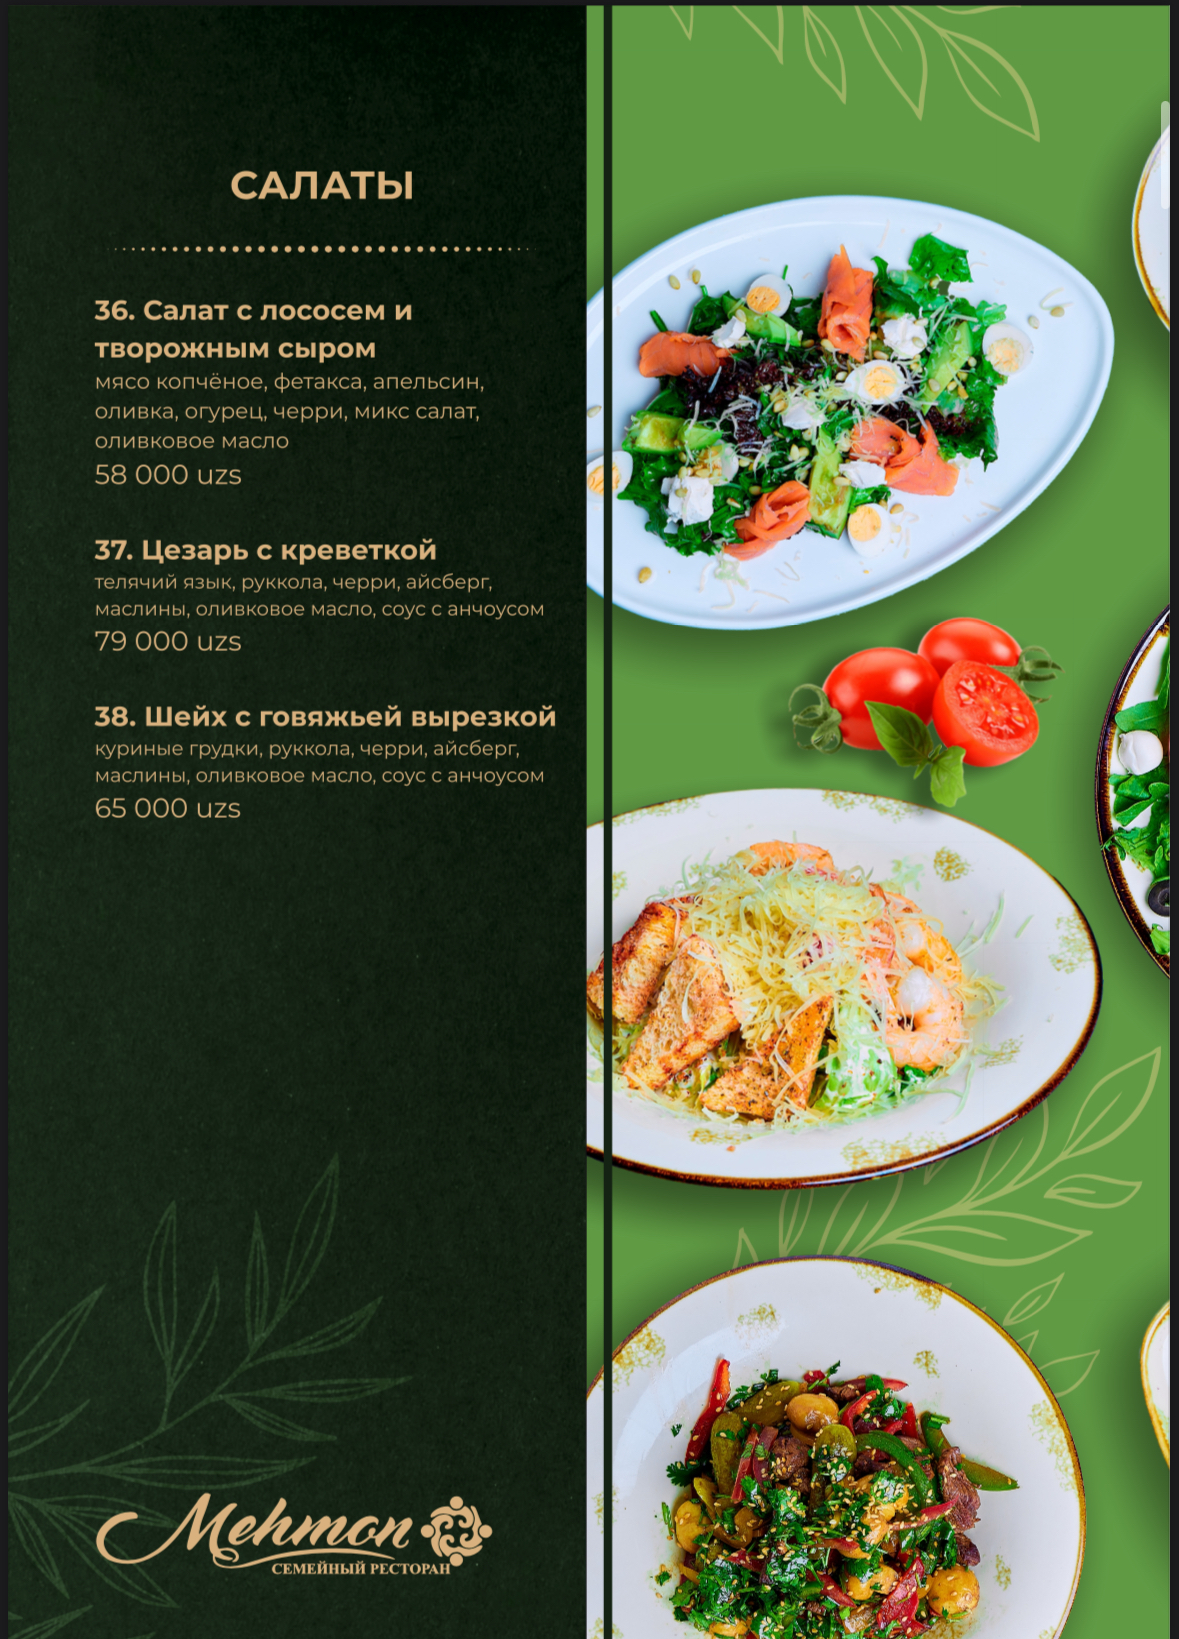 САЛАТЫ
36. Салат с лососем и
творожным сыром
мясо копчёное, фетакса, апельсин,
оливка, огурец, черри, микс салат,
оливковое масло
58 000 uzs
37. Цезарь с креветкой
телячий язык, руккола, черри, айсберг,
маслины, оливковое масло, соус с анчоусом
79 000 uzs
38. Шейх с говяжьей вырезкой
куриные грудки, руккола, черри, айсберг,
маслины, оливковое масло, соус с анчоусом
65 000 uzs
Mehmon
СЕМЕЙНЫЙ РЕСТОРАН